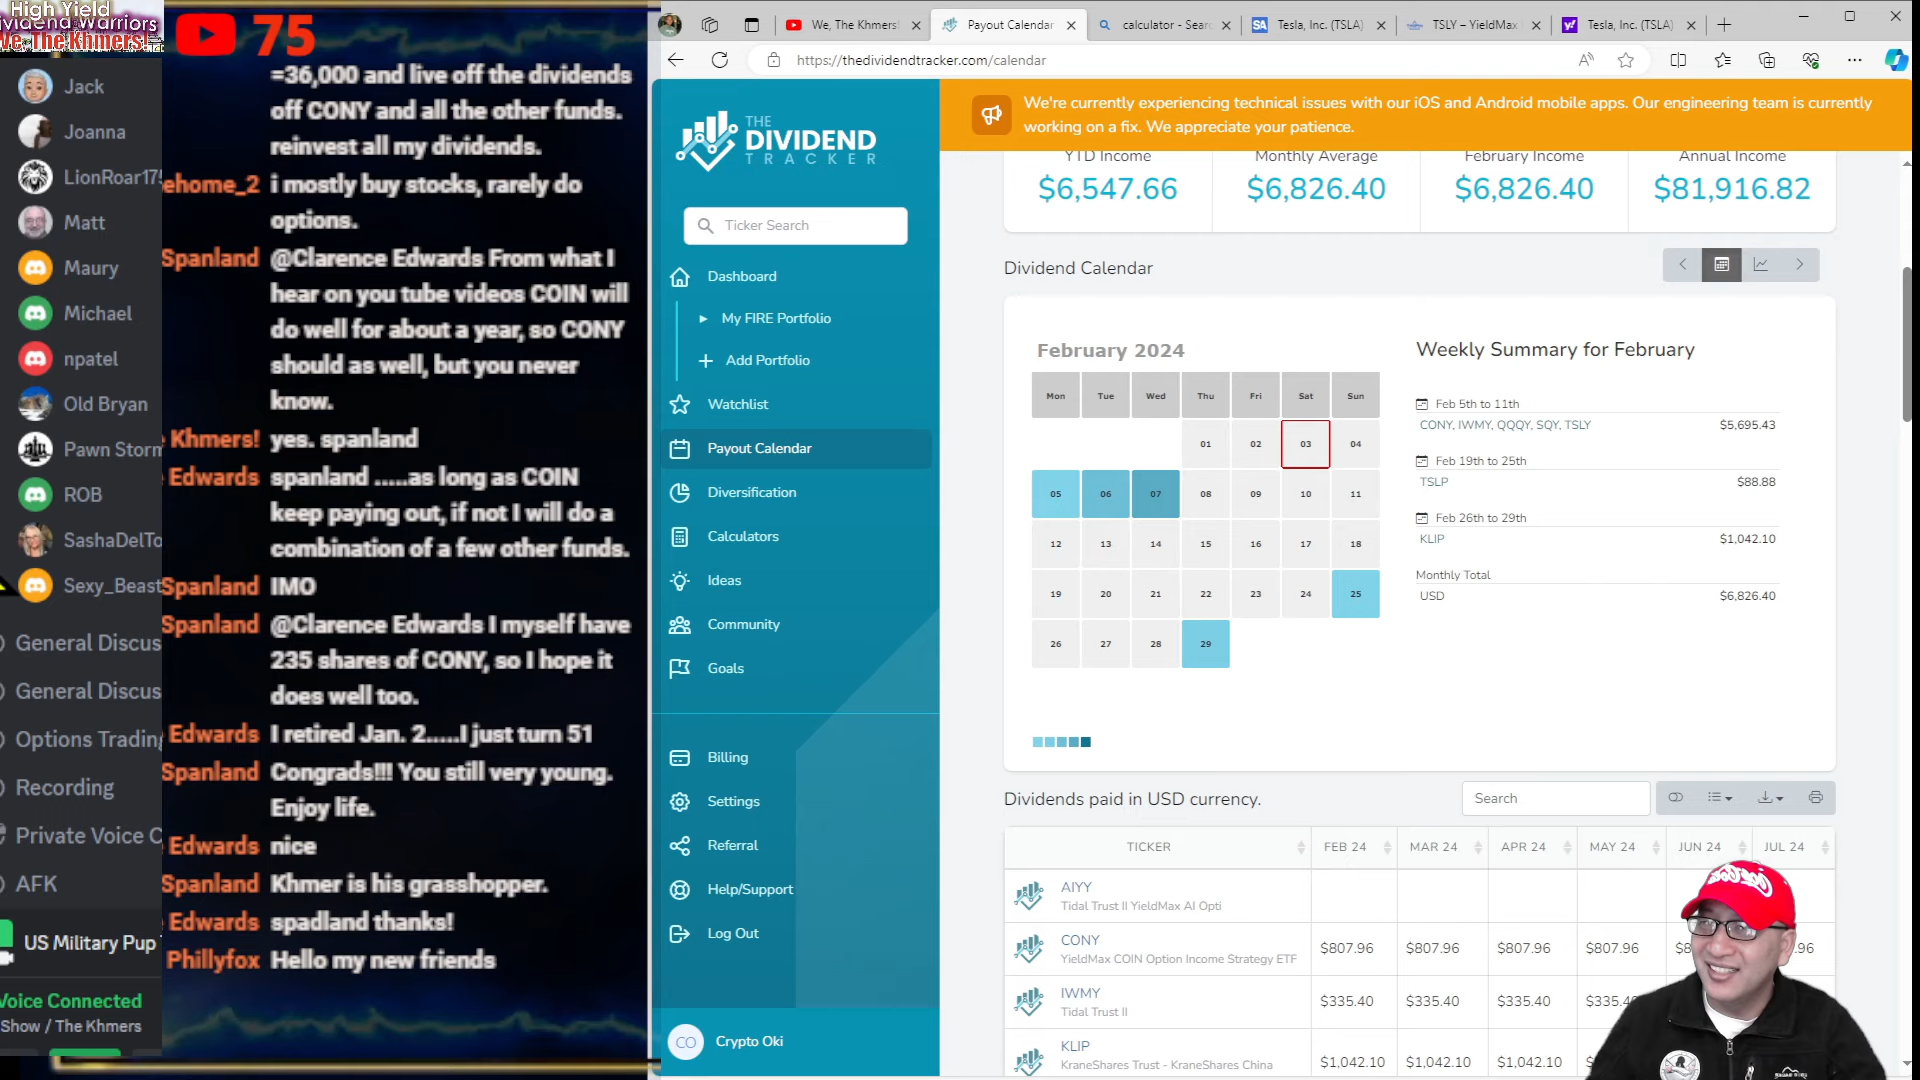 High Yield
Dividend Warriors
We, The Khmers!
Jack
Joanna
LionRoar175
Matt
Maury
Michael
npatel
Old Bryan
Pawn Storm
ROB
SashaDelTo
Sexy_Beast
General Discus
General Discus
Options Trading
Recording
Private Voice C
AFK
US Military Pup
Voice Connected
Show / The Khmers
75
=36,000 and live off the dividends
off CONY and all the other funds.
reinvest all my dividends.
ehome_2 i mostly buy stocks, rarely do
options.
Spanland @Clarence Edwards From what I
hear on you tube videos COIN will
do well for about a year, so CONY
should as well, but you never
know.
Khmers! yes. spanland
Edwards spanland .....as long as COIN
keep paying out, if not I will do a
combination of a few other funds.
Spanland IMO
Spanland @Clarence Edwards I myself have
235 shares of CONY, so I hope it
does well too.
Edwards I retired Jan. 2.....I just turn 51
Spanland Congrads!!! You still very young.
Enjoy life.
Edwards nice
Spanland Khmer is his grasshopper.
Edwards spadland thanks!
Phillyfox Hello my new friends
We, The Khmers!
Payout Calendar
calculator - Searc
SA Tesla, Inc. (TSLA)
TSLY – YieldMax
Tesla, Inc. (TSLA)
https://thedividendtracker.com/calendar
THE
DIVIDEND
TRACKER
Ticker Search
Dashboard
My FIRE Portfolio
Add Portfolio
Watchlist
Payout Calendar
Diversification
Calculators
Ideas
Community
Goals
Billing
Settings
Referral
Help/Support
Log Out
CO Crypto Oki
We're currently experiencing technical issues with our iOS and Android mobile apps. Our engineering team is currently
working on a fix. We appreciate your patience.
YTD Income Monthly Average February Income Annual Income
$6,547.66 $6,826.40 $6,826.40 $81,916.82
Dividend Calendar
February 2024
Mon Tue Wed Thu Fri Sat Sun
01 02 03 04
05 06 07 08 09 10 11
12 13 14 15 16 17 18
19 20 21 22 23 24 25
26 27 28 29
Weekly Summary for February
Feb 5th to 11th
CONY, IWMY, QQQY, SQY, TSLY $5,695.43
Feb 19th to 25th
TSLP $88.88
Feb 26th to 29th
KLIP $1,042.10
Monthly Total
USD $6,826.40
Dividends paid in USD currency.
Search
TICKER FEB 24 MAR 24 APR 24 MAY 24 JUN 24 JUL 24
AIYY
Tidal Trust II YieldMax AI Opti
CONY
YieldMax COIN Option Income Strategy ETF
$807.96 $807.96 $807.96 $807.96 $8 .96
IWMY
Tidal Trust II
$335.40 $335.40 $335.40 $335.4
KLIP
KraneShares Trust - KraneShares China
$1,042.10 $1,042.10 $1,042.10 $1,04